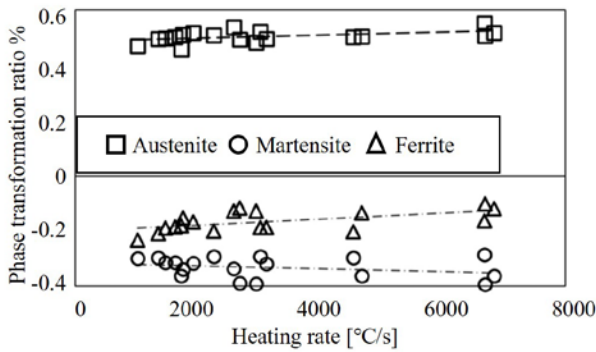 Phase transformation ratio %
0.6
0.4
0.2
0
-0.2
-0.4
Austenite Martensite Ferrite
0 2000 4000 6000 8000
Heating rate [°C/s]